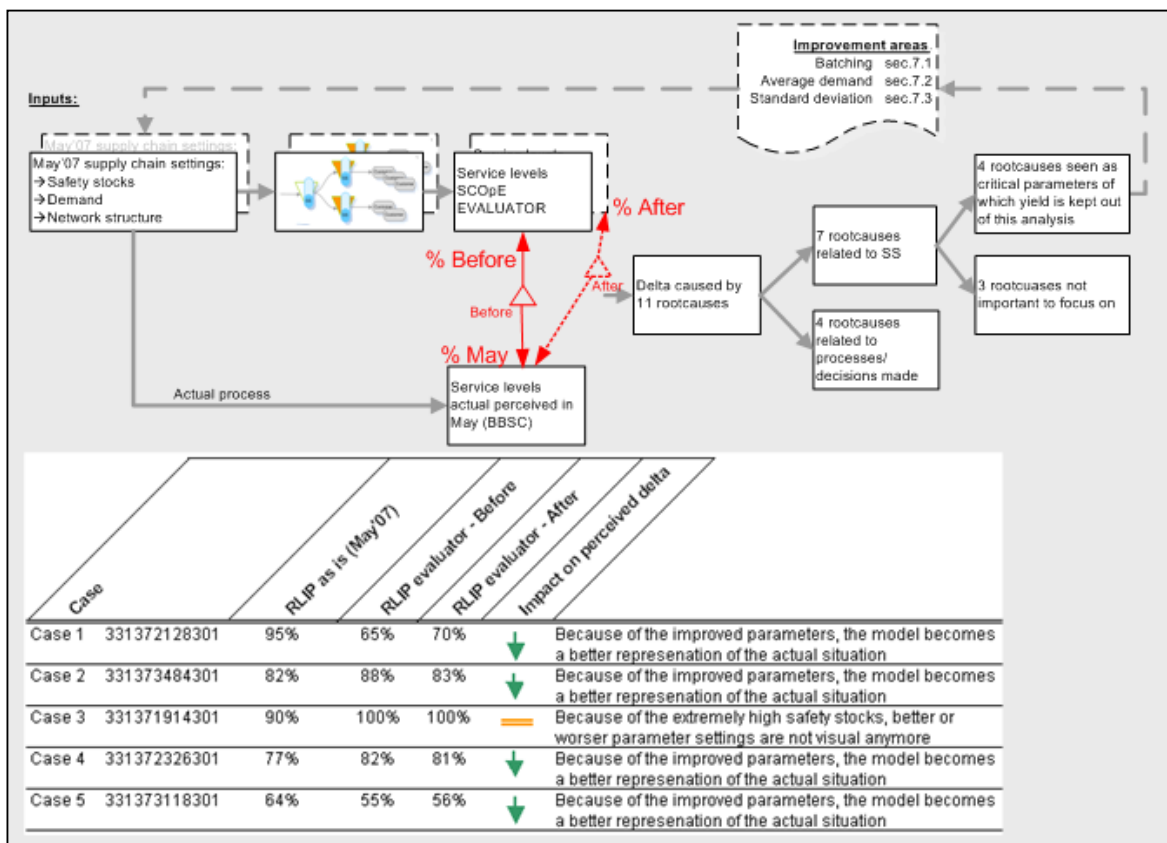 Improvement areas
Batching sec.7.1
Average demand sec.7.2
Standard deviation sec.7.3
Inputs:
May'07 supply chain settings:
May'07 supply chain settings:
→Safety stocks
→Demand
→Network structure
Service levels
SCOpE
EVALUATOR
% After
% Before
After
Before
% May
Delta caused by
11 rootcauses
7 rootcauses
related to SS
4 rootcauses
related to
processes/
decisions made
4 rootcauses seen as
critical parameters of
which yield is kept out
of this analysis
3 rootcuases not
important to focus on
Actual process
Service levels
actual perceived in
May (BBSC)
Case
RLIP as is (May'07)
RLIP evaluator - Before
RLIP evaluator - After
Impact on perceived delta
Case 1 331372128301 95% 65% 70% Because of the improved parameters, the model becomes
a better represenation of the actual situation
Case 2 331373484301 82% 88% 83% Because of the improved parameters, the model becomes
a better represenation of the actual situation
Case 3 331371914301 90% 100% 100% Because of the extremely high safety stocks, better or
worser parameter settings are not visual anymore
Case 4 331372326301 77% 82% 81% Because of the improved parameters, the model becomes
a better represenation of the actual situation
Case 5 331373118301 64% 55% 56% Because of the improved parameters, the model becomes
a better represenation of the actual situation